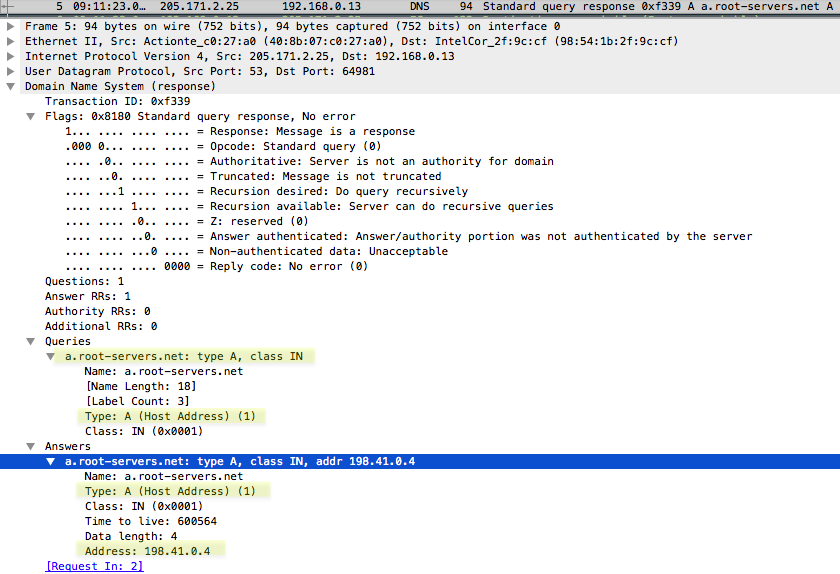 5 09:11:23.0… 205.171.2.25 192.168.0.13 DNS 94 Standard query response 0xf339 A a.root-servers.net A
Frame 5: 94 bytes on wire (752 bits), 94 bytes captured (752 bits) on interface 0
Ethernet II, Src: Actionte_c0:27:a0 (40:8b:07:c0:27:a0), Dst: IntelCor_2f:9c:cf (98:54:1b:2f:9c:cf)
Internet Protocol Version 4, Src: 205.171.2.25, Dst: 192.168.0.13
User Datagram Protocol, Src Port: 53, Dst Port: 64981
Domain Name System (response)
Transaction ID: 0xf339
Flags: 0x8180 Standard query response, No error
1... .... .... .... = Response: Message is a response
.000 0... .... .... = Opcode: Standard query (0)
.... .0.. .... .... = Authoritative: Server is not an authority for domain
.... ..0. .... .... = Truncated: Message is not truncated
.... ...1 .... .... = Recursion desired: Do query recursively
.... .... 1... .... = Recursion available: Server can do recursive queries
.... .... .0.. .... = Z: reserved (0)
.... .... ..0. .... = Answer authenticated: Answer/authority portion was not authenticated by the server
.... .... ...0 .... = Non-authenticated data: Unacceptable
.... .... .... 0000 = Reply code: No error (0)
Questions: 1
Answer RRs: 1
Authority RRs: 0
Additional RRs: 0
Queries
a.root-servers.net: type A, class IN
Name: a.root-servers.net
[Name Length: 18]
[Label Count: 3]
Type: A (Host Address) (1)
Class: IN (0x0001)
Answers
a.root-servers.net: type A, class IN, addr 198.41.0.4
Name: a.root-servers.net
Type: A (Host Address) (1)
Class: IN (0x0001)
Time to live: 600564
Data length: 4
Address: 198.41.0.4
[Request In: 2]